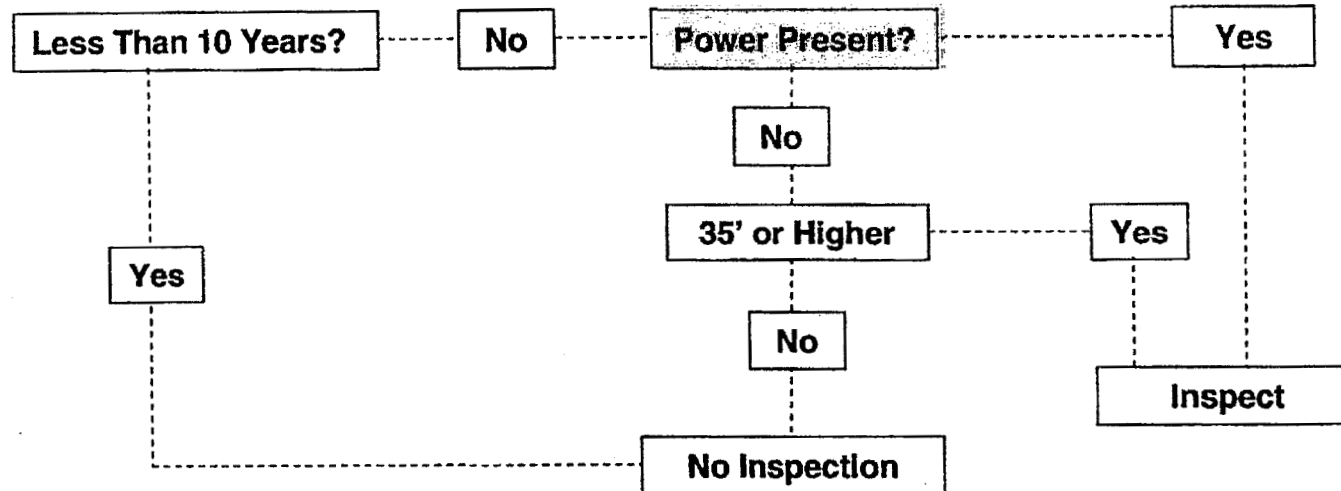 Less Than 10 Years?
No
Power Present?
Yes
No
35' or Higher
Yes
Yes
No
Inspect
No Inspection